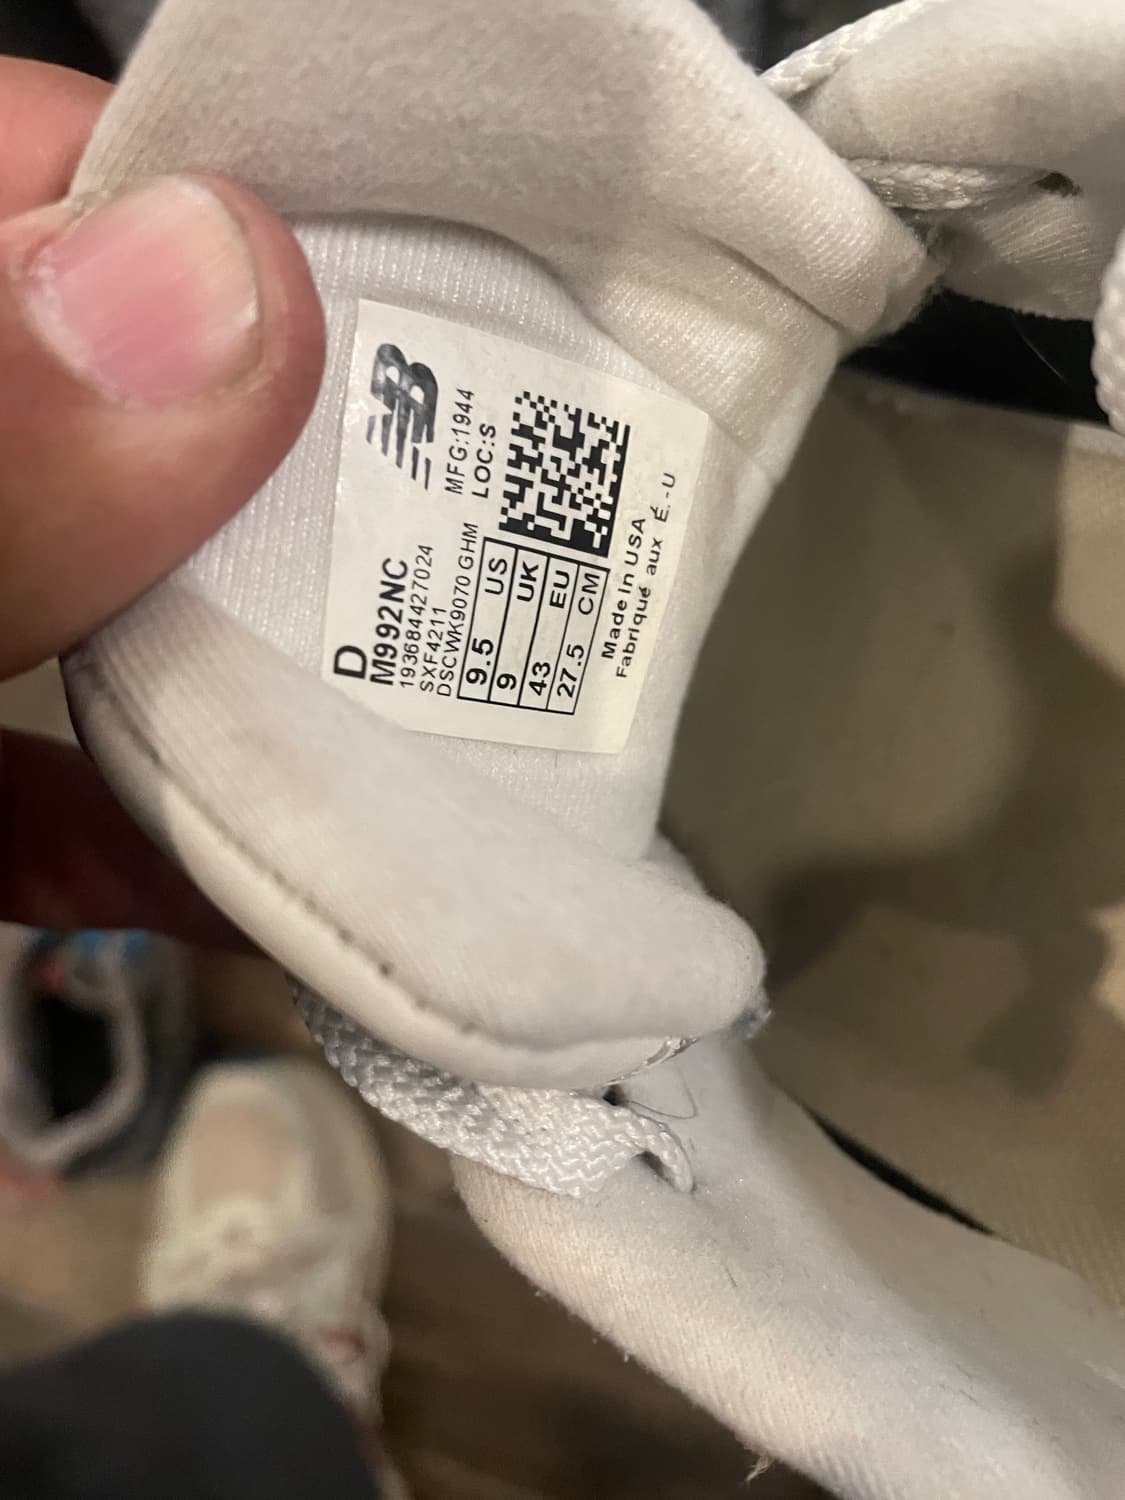 NB
D
M992NC
193684427024
SXF4211
DSCWK9070 GHM
MFG:1944
LOC:S
9.5 US
9 UK
43 EU
27.5 CM
Made In USA
Fabriqué aux É.-U